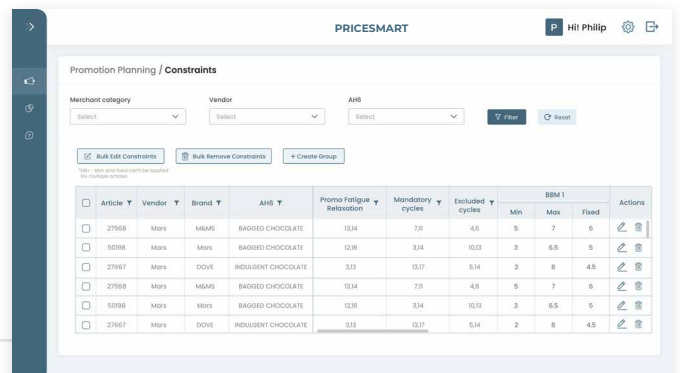 PRICESMART
P Hi! Philip
Promotion Planning / Constraints
Merchant category Vendor AH6
Select Select Select Filter Reset
Bulk Edit Constraints Bulk Remove Constraints + Create Group
*Min - Max and fixed can't be applied
for multiple articles
BBM 1
Article Vendor Brand AH6 Promo Fatigue Relaxation Mandatory cycles Excluded cycles Min Max Fixed Actions
27568 Mars M&MS BAGGED CHOCOLATE 13,14 7,11 4,6 5 7 6
50198 Mars Mars BAGGED CHOCOLATE 12,16 3,14 10,13 3 6.5 5
27667 Mars DOVE INDULGENT CHOCOLATE 3,13 13,17 5,14 2 8 4.5
27568 Mars M&MS BAGGED CHOCOLATE 13,14 7,11 4,6 5 7 6
50198 Mars Mars BAGGED CHOCOLATE 12,16 3,14 10,13 3 6.5 5
27667 Mars DOVE INDULGENT CHOCOLATE 3,13 13,17 5,14 2 8 4.5